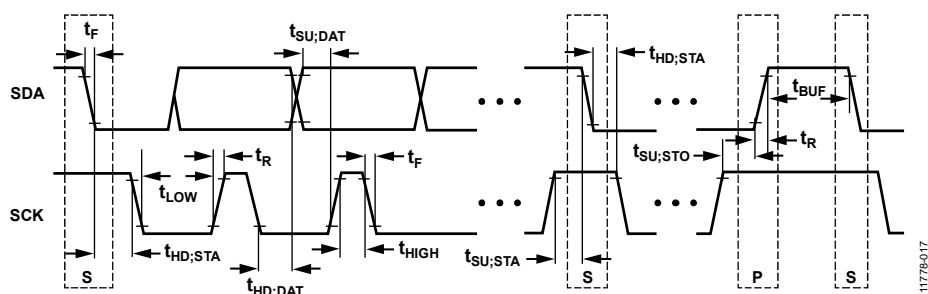 tF
tSU;DAT
tHD;STA
SDA
tBUF
tR
tF
tSU;STO
tR
tLOW
SCK
tHD;STA
tHIGH
tSU;STA
tHD;DAT
S
S
P
S
11778-017